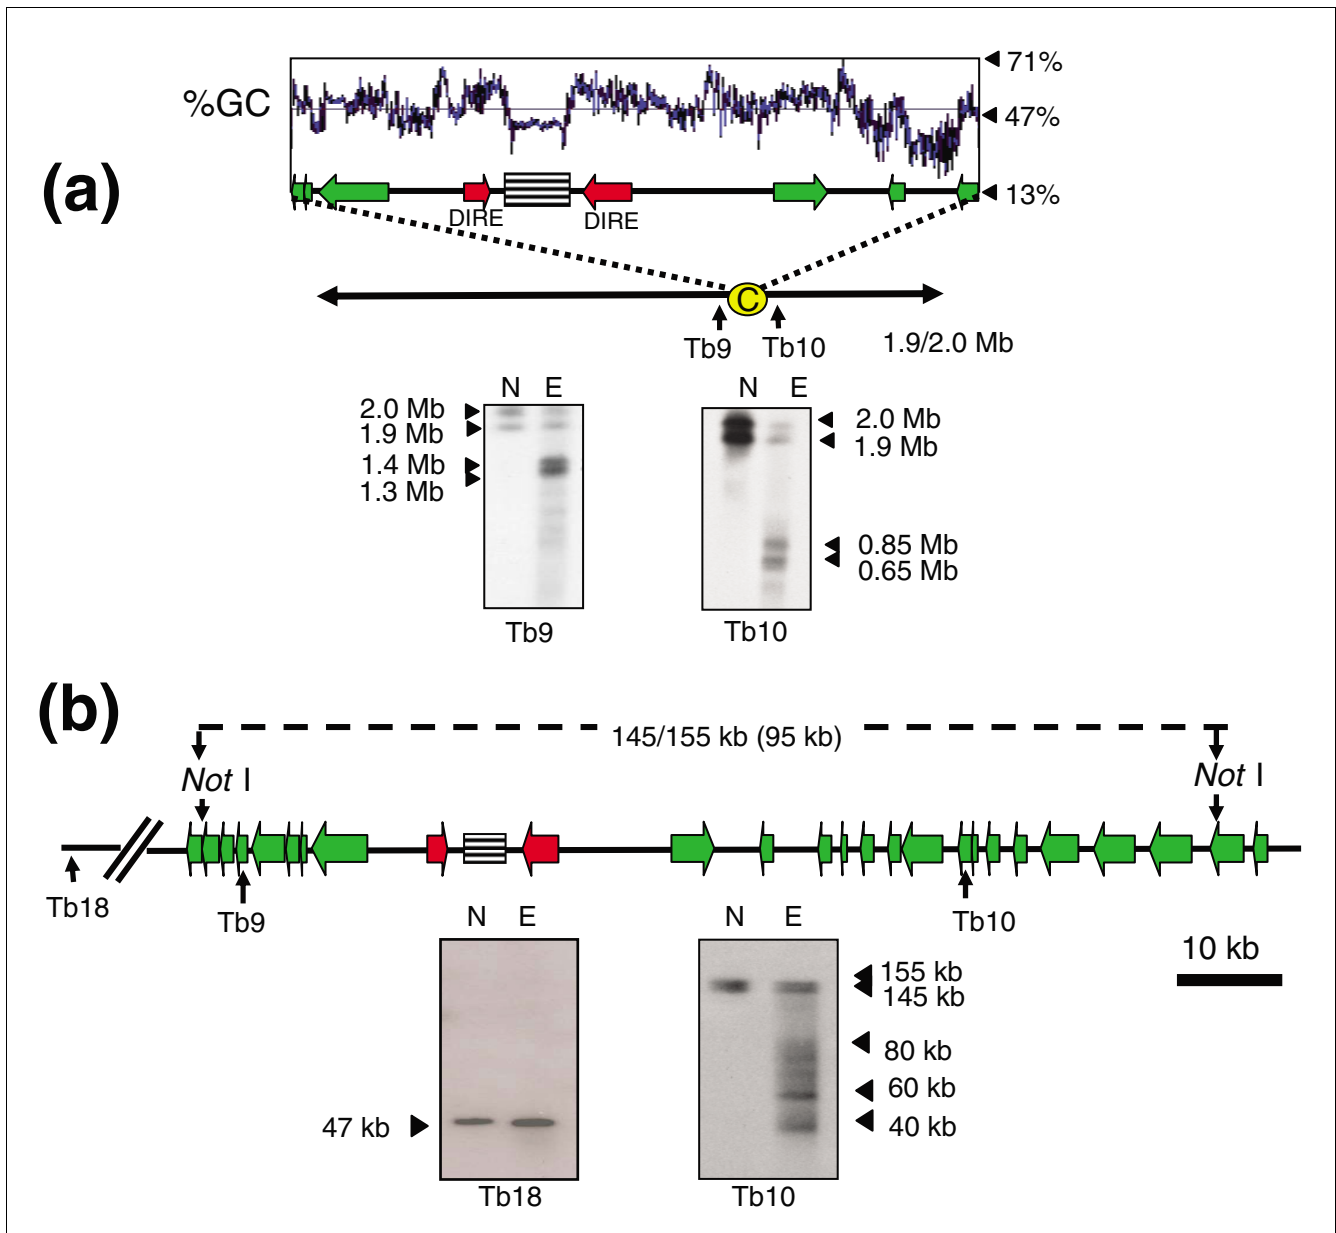 71%
%GC
47%
(a)
13%
DIRE
DIRE
C
Tb9
Tb10
1.9/2.0 Mb
N E
N E
2.0 Mb
1.9 Mb
1.4 Mb
1.3 Mb
2.0 Mb
1.9 Mb
0.85 Mb
0.65 Mb
Tb9
Tb10
(b)
145/155 kb (95 kb)
Not I
Not I
Tb18
Tb9
Tb10
10 kb
N E
N E
47 kb
155 kb
145 kb
80 kb
60 kb
40 kb
Tb18
Tb10